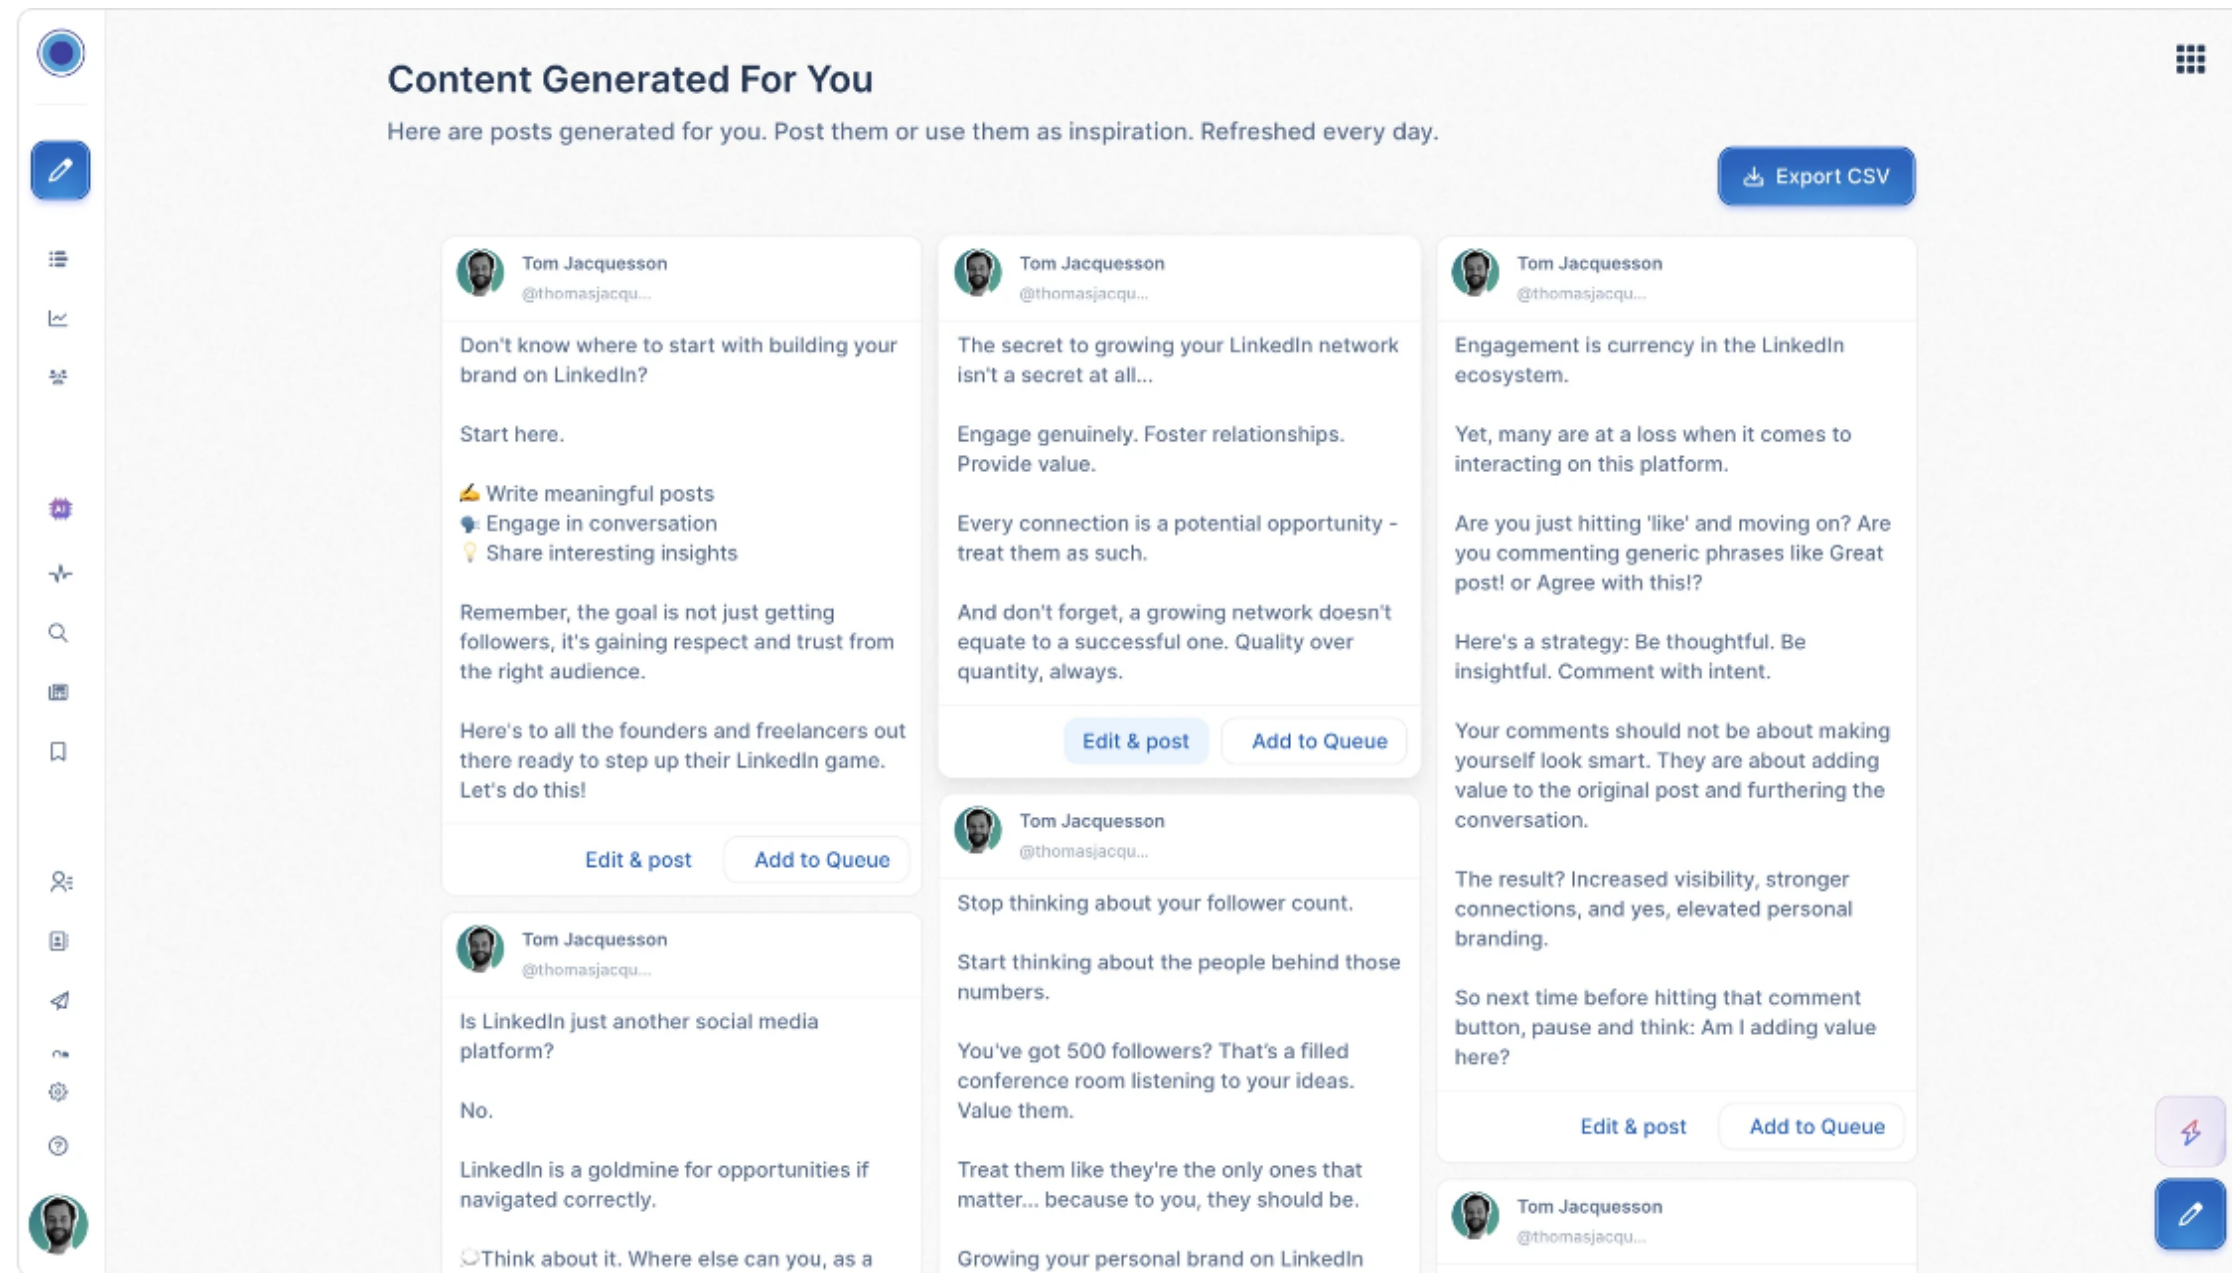 Content Generated For You
Here are posts generated for you. Post them or use them as inspiration. Refreshed every day.
Export CSV
Tom Jacquesson
@thomasjacqu...
Don't know where to start with building your
brand on LinkedIn?
Start here.
✍️ Write meaningful posts
🗣️ Engage in conversation
💡 Share interesting insights
Remember, the goal is not just getting
followers, it's gaining respect and trust from
the right audience.
Here's to all the founders and freelancers out
there ready to step up their LinkedIn game.
Let's do this!
Edit & post
Add to Queue
Tom Jacquesson
@thomasjacqu...
Is LinkedIn just another social media
platform?
No.
LinkedIn is a goldmine for opportunities if
navigated correctly.
💭Think about it. Where else can you, as a
Tom Jacquesson
@thomasjacqu...
The secret to growing your LinkedIn network
isn't a secret at all...
Engage genuinely. Foster relationships.
Provide value.
Every connection is a potential opportunity -
treat them as such.
And don't forget, a growing network doesn't
equate to a successful one. Quality over
quantity, always.
Edit & post
Add to Queue
Tom Jacquesson
@thomasjacqu...
Stop thinking about your follower count.
Start thinking about the people behind those
numbers.
You've got 500 followers? That's a filled
conference room listening to your ideas.
Value them.
Treat them like they're the only ones that
matter... because to you, they should be.
Growing your personal brand on LinkedIn
Tom Jacquesson
@thomasjacqu...
Engagement is currency in the LinkedIn
ecosystem.
Yet, many are at a loss when it comes to
interacting on this platform.
Are you just hitting 'like' and moving on? Are
you commenting generic phrases like Great
post! or Agree with this!?
Here's a strategy: Be thoughtful. Be
insightful. Comment with intent.
Your comments should not be about making
yourself look smart. They are about adding
value to the original post and furthering the
conversation.
The result? Increased visibility, stronger
connections, and yes, elevated personal
branding.
So next time before hitting that comment
button, pause and think: Am I adding value
here?
Edit & post
Add to Queue
Tom Jacquesson
@thomasjacqu...
AI